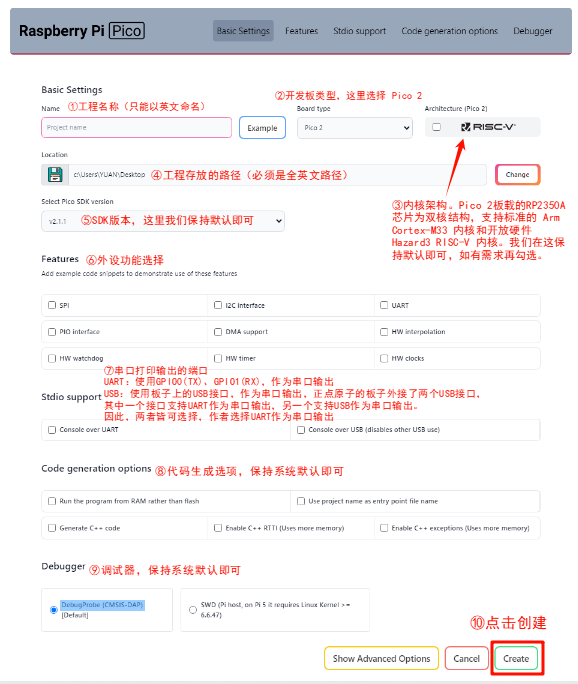 Raspberry Pi Pico
Basic Settings
Features
Stdio support
Code generation options
Debugger
Basic Settings
②开发板类型，这里选择 Pico 2
Name ①工程名称（只能以英文命名）
Board type
Architecture (Pico 2)
Project name
Example
Pico 2
RISC-V
Location
c\Users\YUAN\Desktop ④工程存放的路径（必须是全英文路径）
Change
Select Pico SDK version
v2.1.1 ⑤SDK版本，这里我们保持默认即可
③内核架构。Pico 2板载的RP2350A
芯片为双核结构，支持标准的 Arm
Cortex-M33 内核和开放硬件
Hazard3 RISC-V 内核。我们在这保
持默认即可，如有需求再勾选。
Features ⑥外设功能选择
Add example code snippets to demonstrate use of these features
SPI
I2C interface
UART
PIO interface
DMA support
HW interpolation
HW watchdog
HW timer
HW clocks
⑦串口打印输出的端口
UART：使用GPIO0(TX)、GPIO1(RX)，作为串口输出
USB：使用板子上的USB接口，作为串口输出，正点原子的板子外接了两个USB接口，
其中一个接口支持UART作为串口输出，另一个支持USB作为串口输出。
因此，两者皆可选择，作者选择UART作为串口输出
Stdio support
Console over UART
Console over USB (disables other USB use)
Code generation options ⑧代码生成选项，保持系统默认即可
Run the program from RAM rather than flash
Use project name as entry point file name
Generate C++ code
Enable C++ RTTI (Uses more memory)
Enable C++ exceptions (Uses more memory)
Debugger ⑨调试器，保持系统默认即可
DebugProbe (CMSIS-DAP)
[Default]
SWD (Pi host, on Pi 5 it requires Linux Kernel >=
6.6.47)
⑩点击创建
Show Advanced Options
Cancel
Create